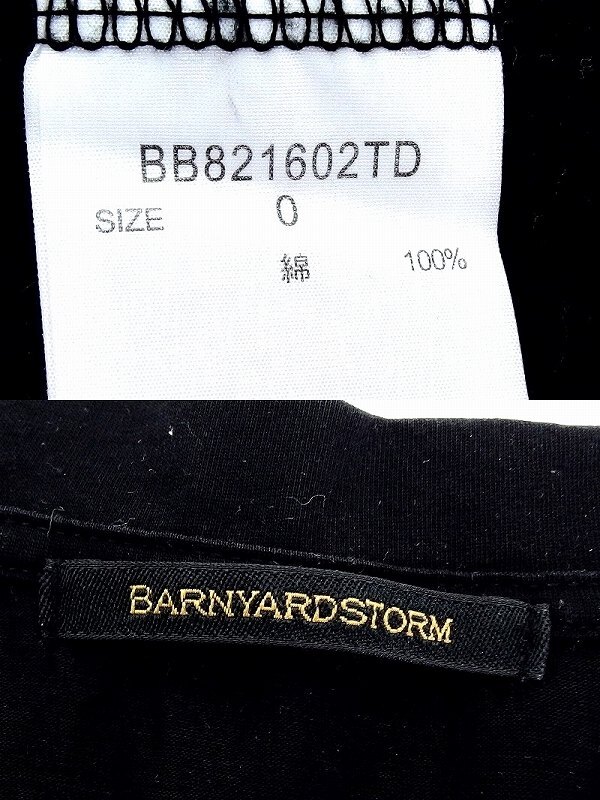 BB821602TD
SIZE 0
綿 100%
BARNYARDSTORM